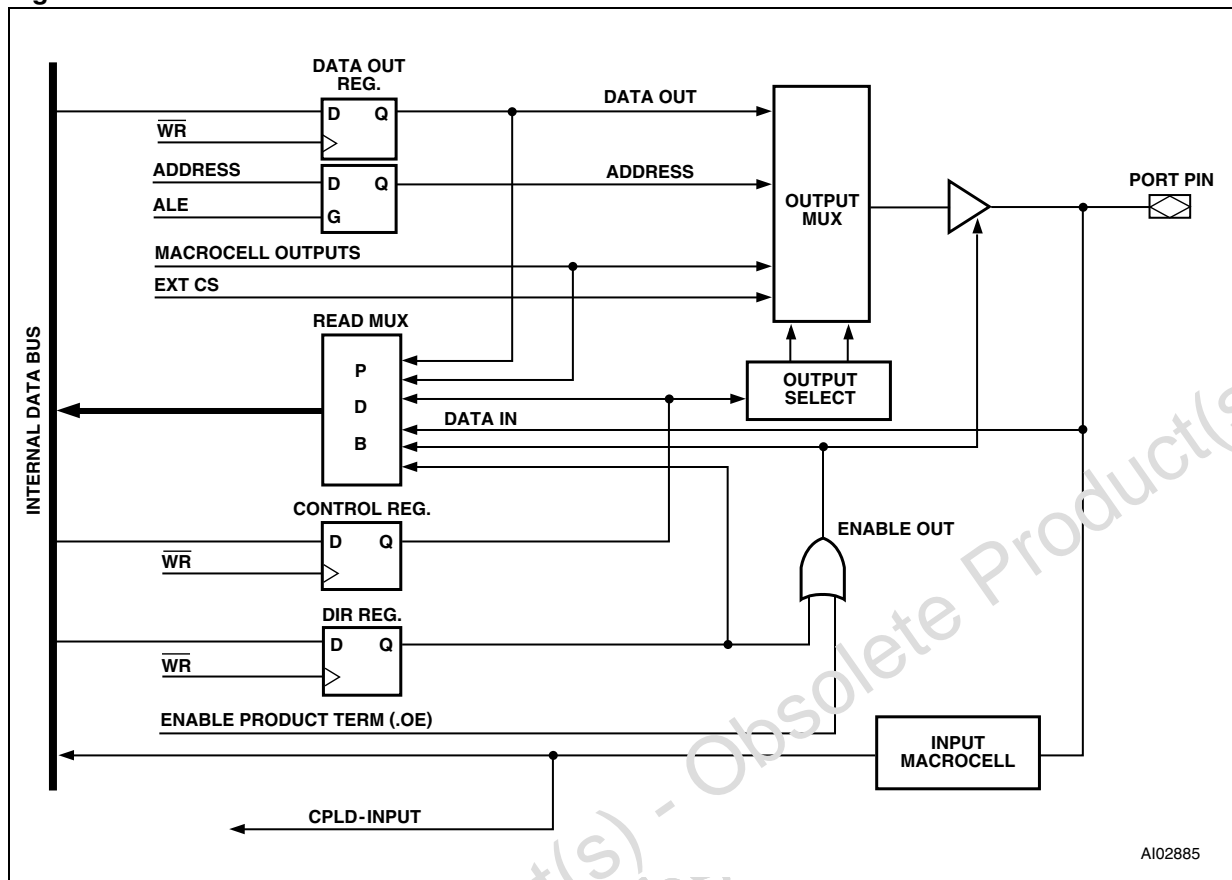 DATA OUT
REG.
D Q
DATA OUT
WR
ADDRESS
D Q
ADDRESS
ALE
G
OUTPUT
MUX
PORT PIN
MACROCELL OUTPUTS
EXT CS
READ MUX
P
D
B
OUTPUT
SELECT
DATA IN
INTERNAL DATA BUS
CONTROL REG.
D Q
WR
ENABLE OUT
DIR REG.
D Q
WR
ENABLE PRODUCT TERM (.OE)
INPUT
MACROCELL
CPLD-INPUT
AI02885
(s) - Obsolete Product(s